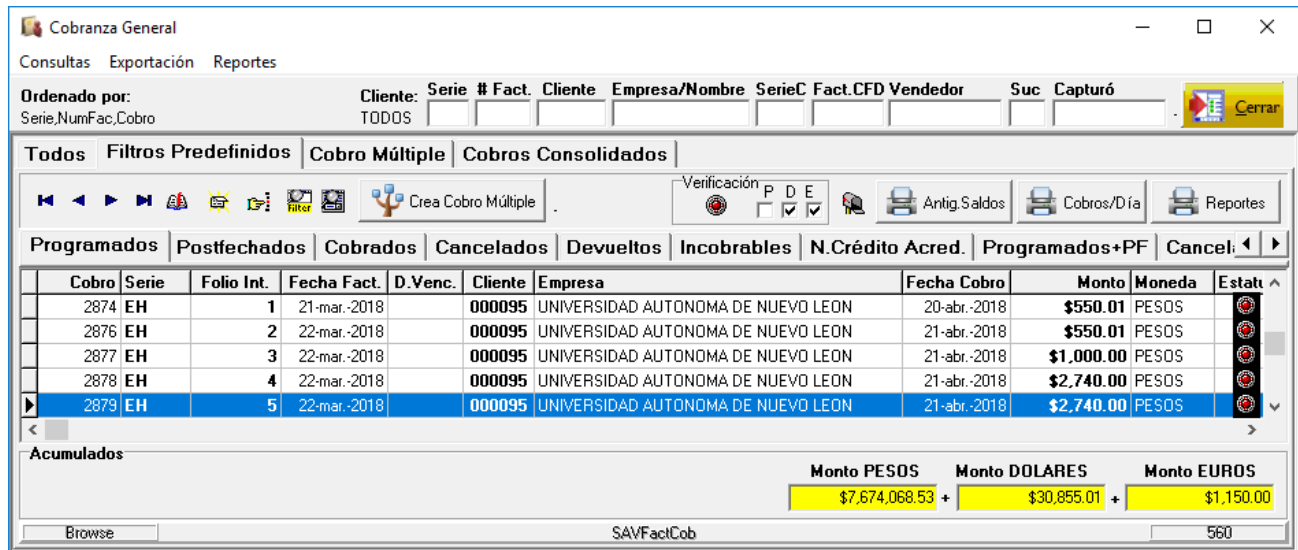 Cobranza General
Consultas Exportación Reportes
Ordenado por: Cliente: Serie # Fact. Cliente Empresa/Nombre SerieC Fact.CFD Vendedor Suc Capturó
Serie,NumFac,Cobro TODOS . Cerrar
Todos Filtros Predefinidos Cobro Múltiple Cobros Consolidados
Filter Crea Cobro Múltiple . Verificación P D E Antig.Saldos Cobros/Día Reportes
Programados Postfechados Cobrados Cancelados Devueltos Incobrables N.Crédito Acred. Programados+PF Cancel
Cobro Serie Folio Int. Fecha Fact. D.Venc. Cliente Empresa Fecha Cobro Monto Moneda Estatu
2874 EH 1 21-mar.-2018 000095 UNIVERSIDAD AUTONOMA DE NUEVO LEON 20-abr.-2018 $550.01 PESOS
2876 EH 2 22-mar.-2018 000095 UNIVERSIDAD AUTONOMA DE NUEVO LEON 21-abr.-2018 $550.01 PESOS
2877 EH 3 22-mar.-2018 000095 UNIVERSIDAD AUTONOMA DE NUEVO LEON 21-abr.-2018 $1,000.00 PESOS
2878 EH 4 22-mar.-2018 000095 UNIVERSIDAD AUTONOMA DE NUEVO LEON 21-abr.-2018 $2,740.00 PESOS
2879 EH 5 22-mar.-2018 000095 UNIVERSIDAD AUTONOMA DE NUEVO LEON 21-abr.-2018 $2,740.00 PESOS
Acumulados
Monto PESOS Monto DOLARES Monto EUROS
$7,674,068.53 + $30,855.01 + $1,150.00
Browse SAVFactCob 560